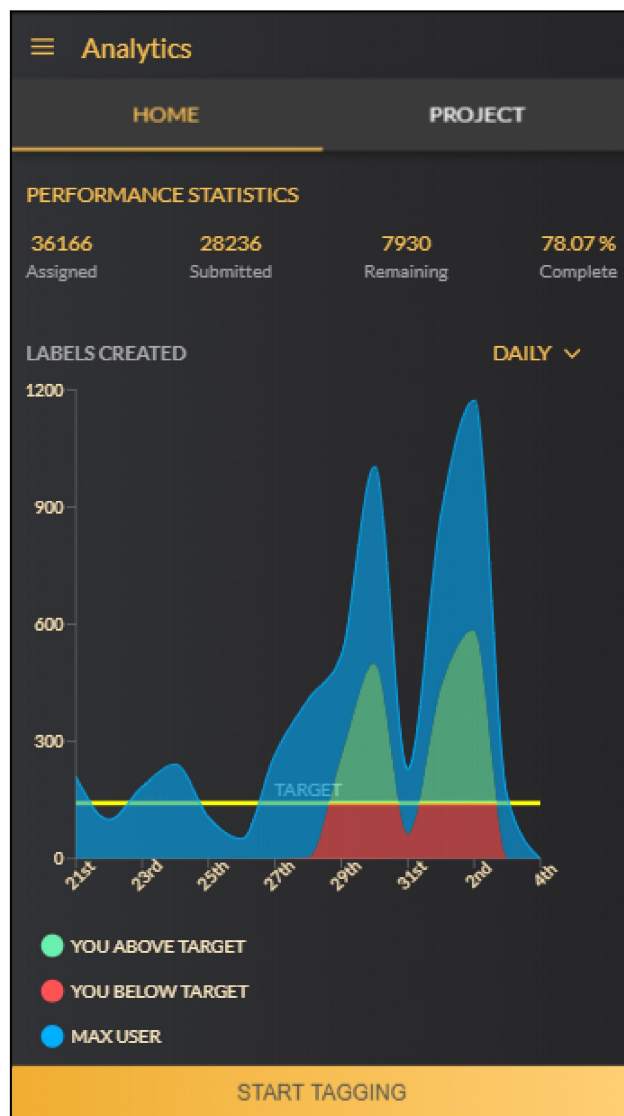 Analytics
HOME PROJECT
PERFORMANCE STATISTICS
36166 28236 7930 78.07%
Assigned Submitted Remaining Complete
LABELS CREATED DAILY
1200
900
600
300
TARGET
0
21st 23rd 25th 27th 29th 31st 2nd 4th
YOU ABOVE TARGET
YOU BELOW TARGET
MAX USER
START TAGGING